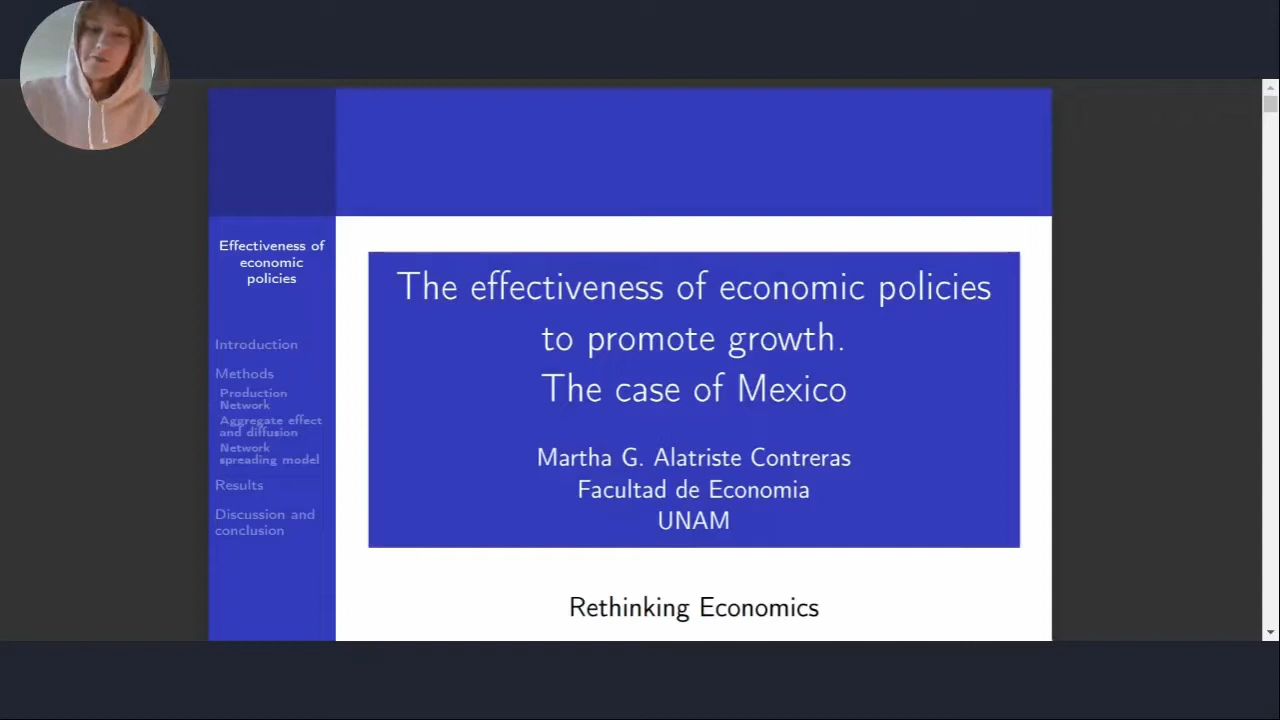 Effectiveness of
economic
policies
Introduction
Methods
Production
Network
Aggregate effect
and diffusion
Network
spreading model
Results
Discussion and
conclusion
The effectiveness of economic policies
to promote growth.
The case of Mexico
Martha G. Alatriste Contreras
Facultad de Economia
UNAM
Rethinking Economics